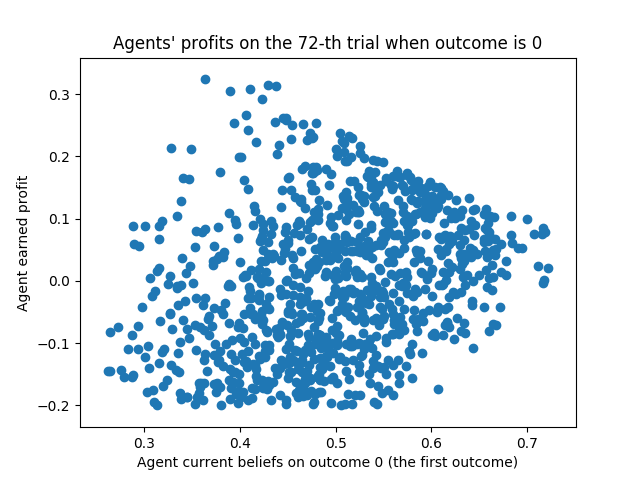 Agents' profits on the 72-th trial when outcome is 0
Agent earned profit
0.3
0.2
0.1
0.0
−0.1
−0.2
0.3 0.4 0.5 0.6 0.7
Agent current beliefs on outcome 0 (the first outcome)